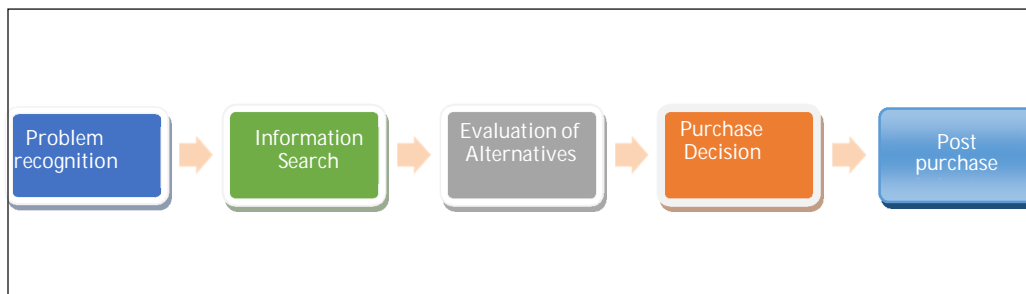 Problem
recognition
Information
Search
Evaluation of
Alternatives
Purchase
Decision
Post
purchase